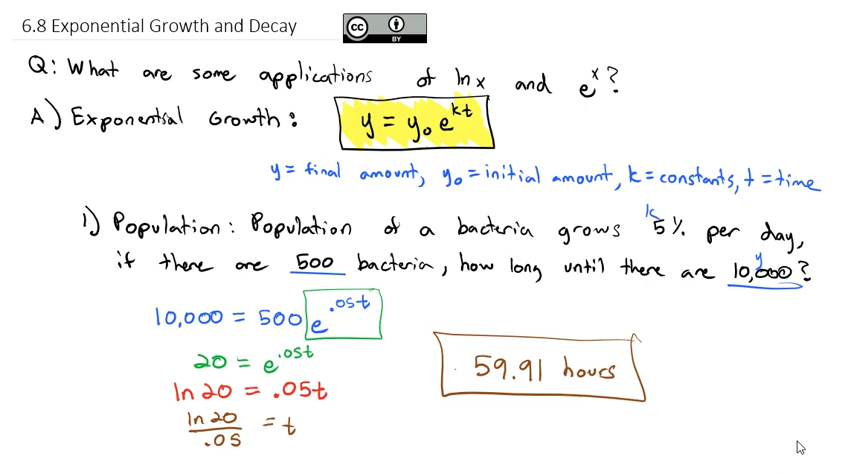 6.8 Exponential Growth and Decay
cc BY
Q: What are some applications of ln x and e^x?
A) Exponential Growth: y = y₀ e^kt
y = final amount, y₀ = initial amount, k = constants, t = time
k
1) Population: Population of a bacteria grows 5% per day,
y
if there are 500 bacteria, how long until there are 10,000?
10,000 = 500 e^.05t
20 = e^.05t
59.91 hours
ln 20 = .05t
ln 20 / .05 = t